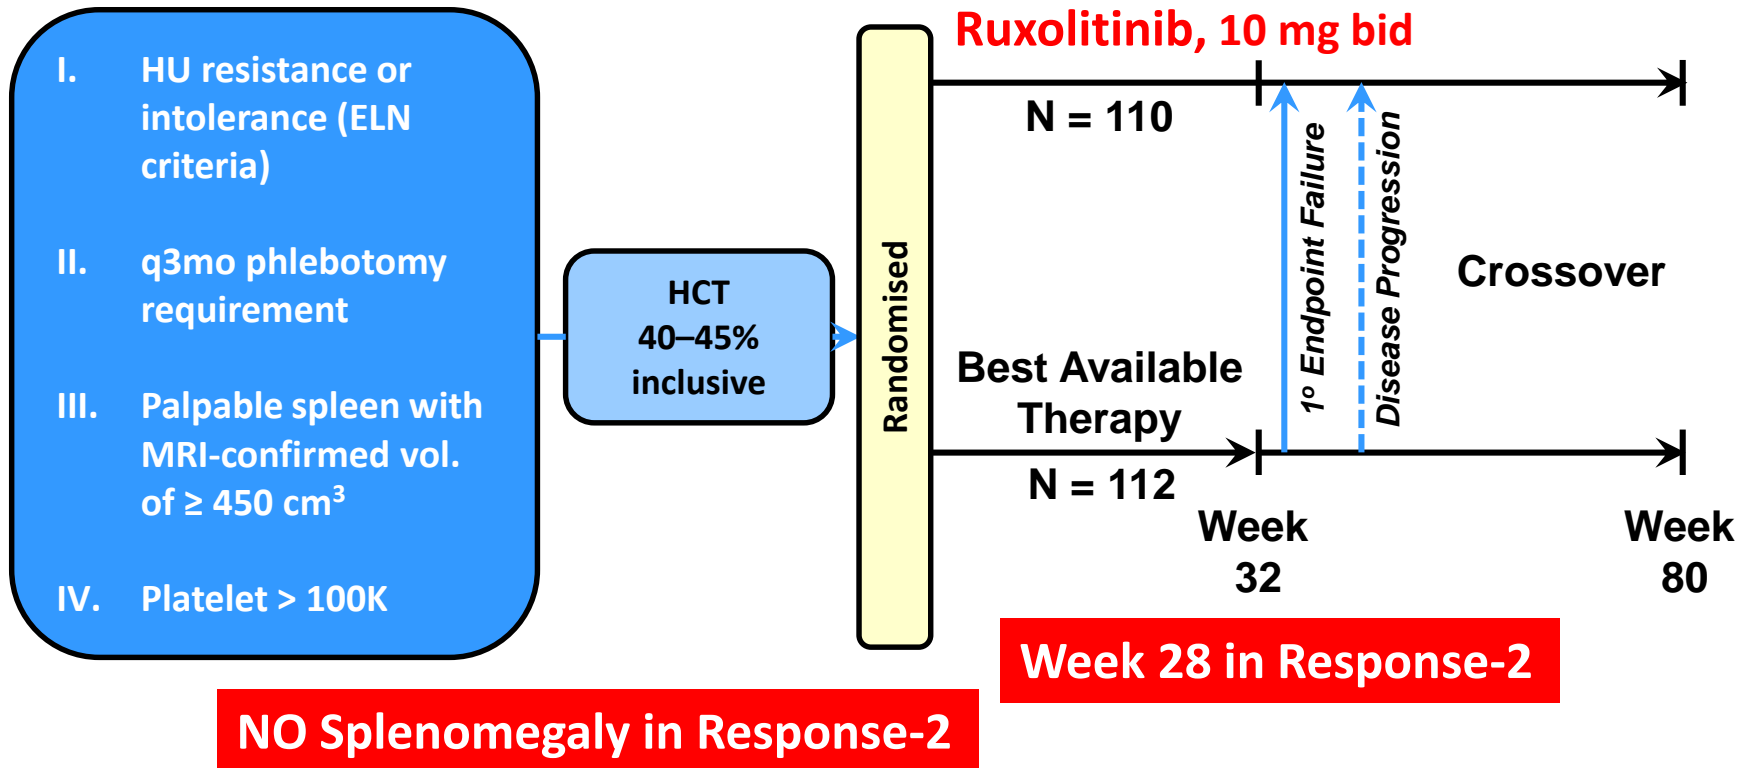 I. HU resistance or
intolerance (ELN
criteria)
II. q3mo phlebotomy
requirement
III. Palpable spleen with
MRI-confirmed vol.
of ≥ 450 cm³
IV. Platelet > 100K
HCT
40–45%
inclusive
Randomised
Ruxolitinib, 10 mg bid
N = 110
1º Endpoint Failure
Disease Progression
Crossover
Best Available
Therapy
N = 112
Week
32
Week
80
Week 28 in Response-2
NO Splenomegaly in Response-2